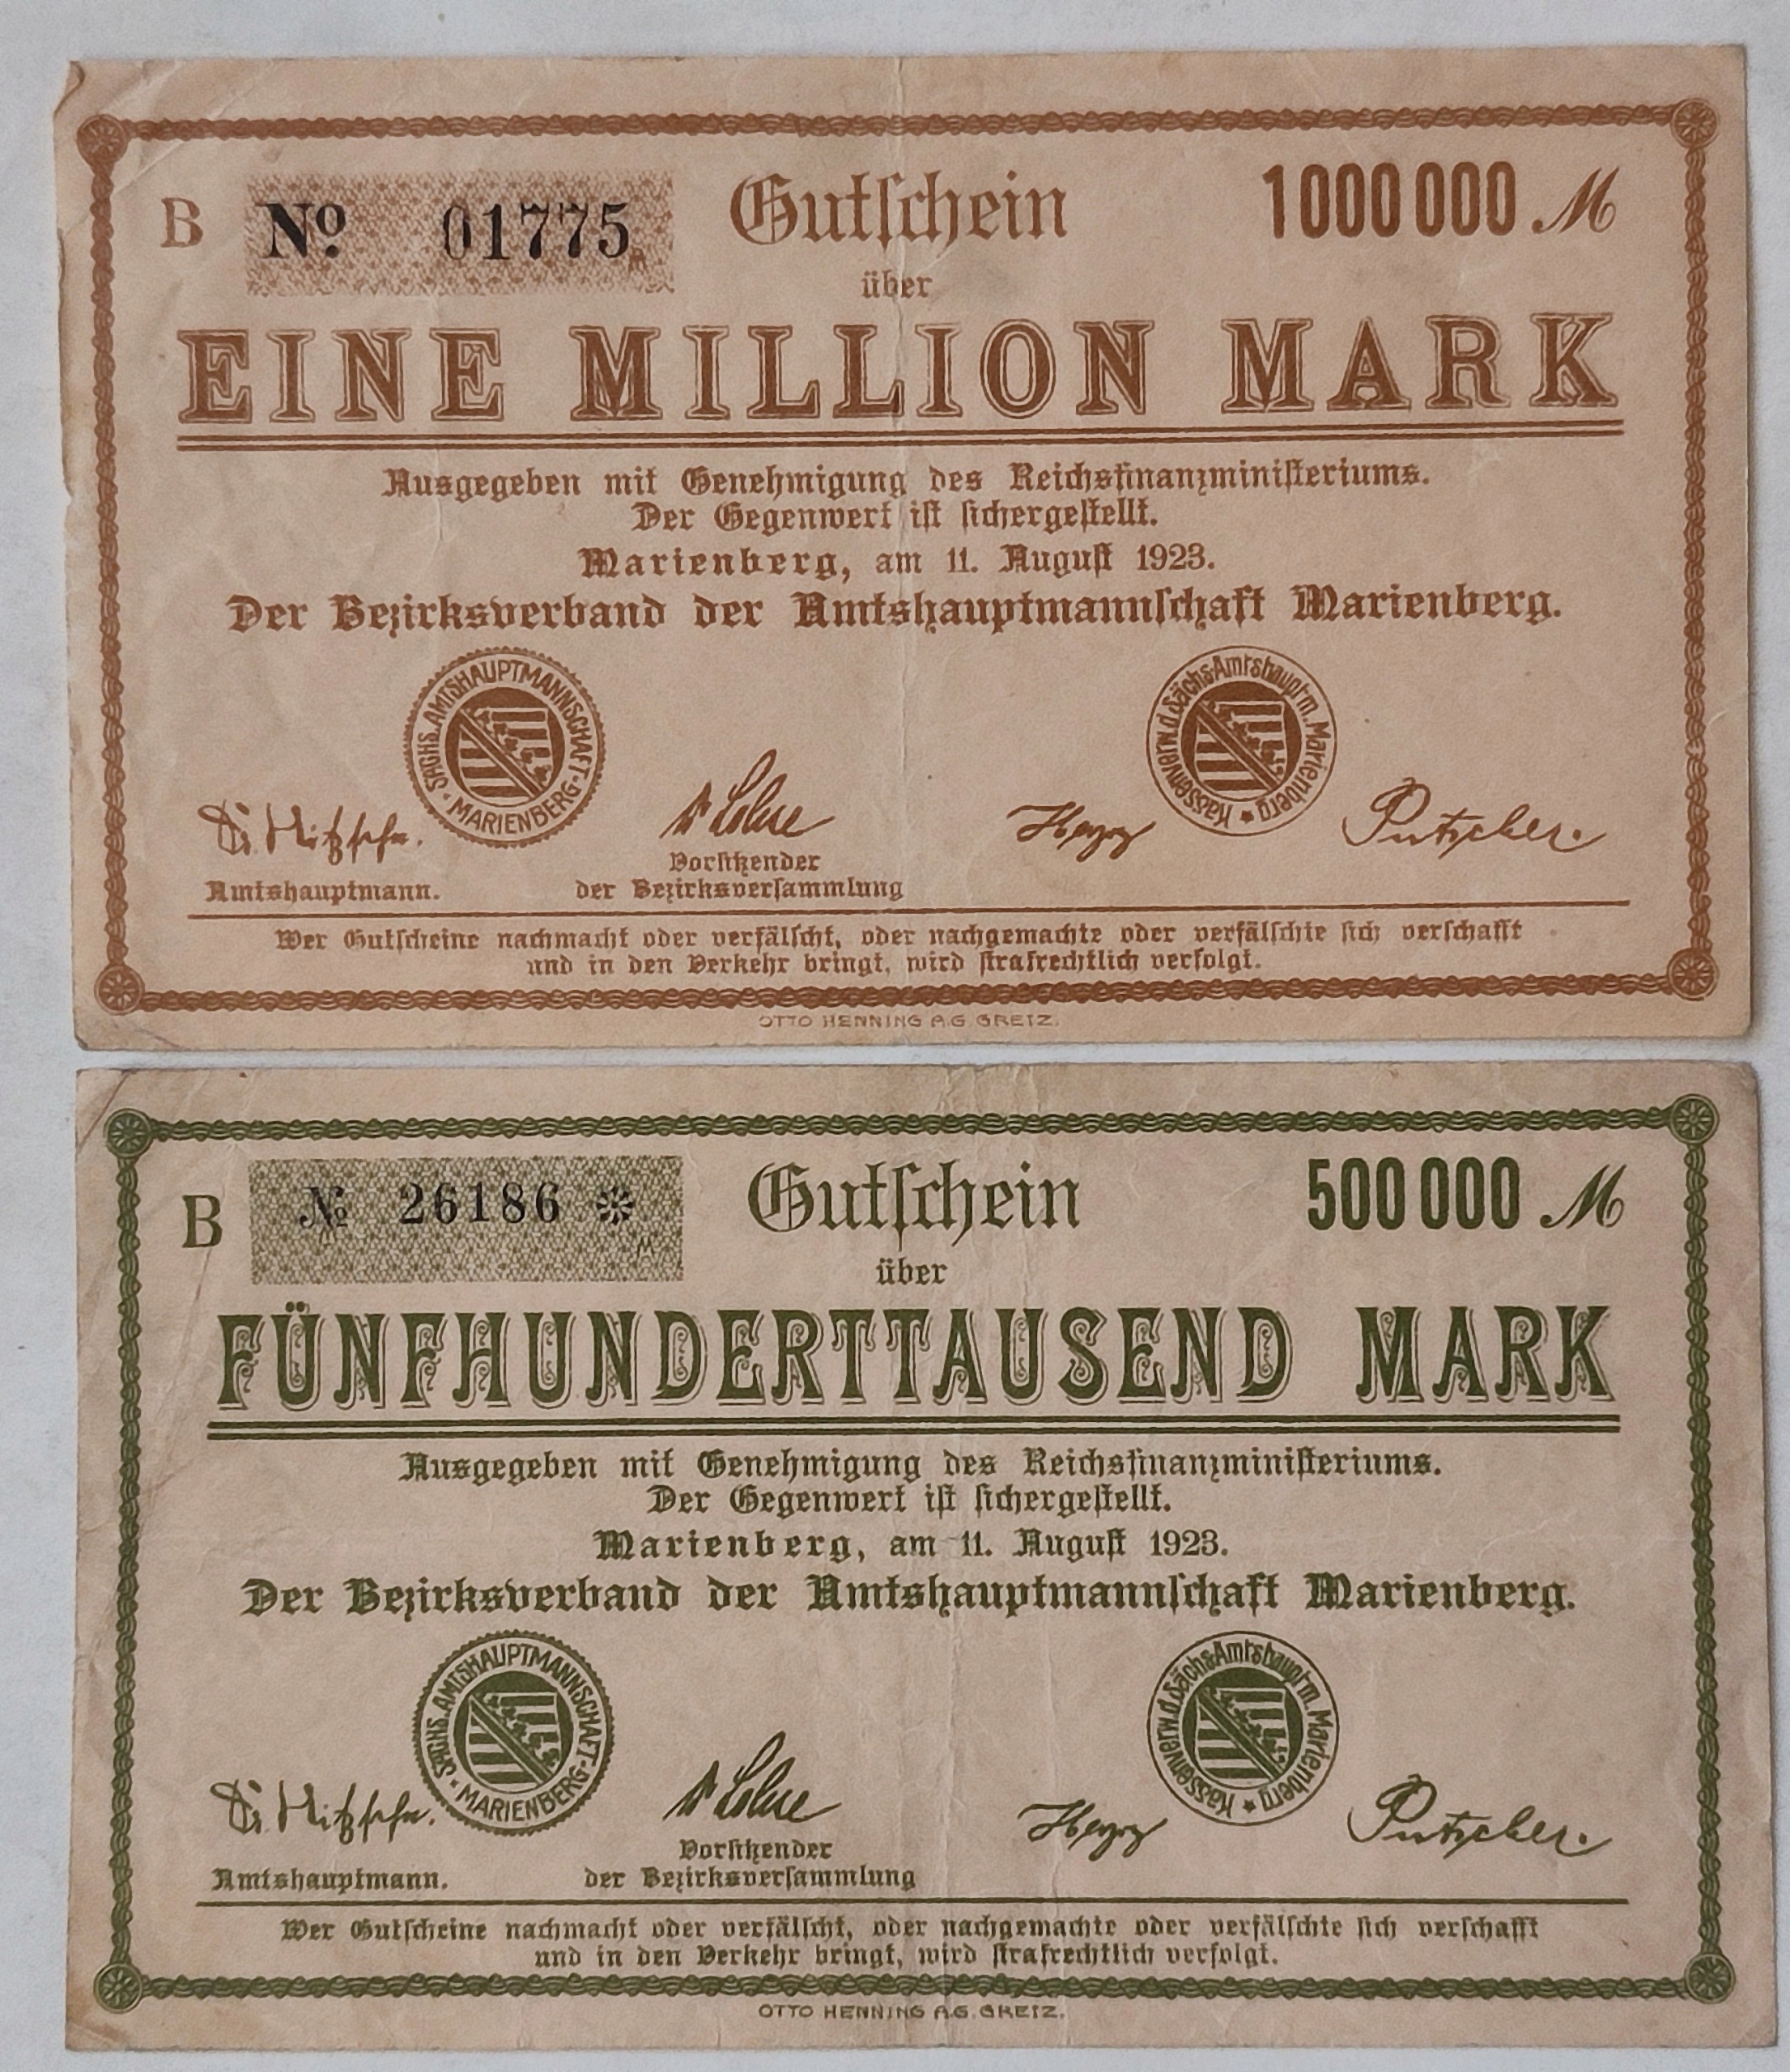 B № 01775 Gutschein 1000000 M
M
über
EINE MILLION MARK
Ausgegeben mit Genehmigung des Reichsfinanzministeriums.
Der Gegenwert ist sichergestellt.
Marienberg, am 11. August 1923.
Der Bezirksverband der Amtshauptmannschaft Marienberg.
SÄCHS. AMTSHAUPTMANNSCHAFT · MARIENBERG ·
Kassenverw. d. Sächs. Amtshauptm. Marienberg *
Vorsitzender
Amtshauptmann. der Bezirksversammlung
Wer Gutscheine nachmacht oder verfälscht, oder nachgemachte oder verfälschte sich verschafft
und in den Verkehr bringt, wird strafrechtlich verfolgt.
OTTO HENNING A.G. GREIZ.
B № 26186 * Gutschein 500000 M
M
über
FÜNFHUNDERTTAUSEND MARK
Ausgegeben mit Genehmigung des Reichsfinanzministeriums.
Der Gegenwert ist sichergestellt.
Marienberg, am 11. August 1923.
Der Bezirksverband der Amtshauptmannschaft Marienberg.
SÄCHS. AMTSHAUPTMANNSCHAFT · MARIENBERG ·
Kassenverw. d. Sächs. Amtshauptm. Marienberg *
Vorsitzender
Amtshauptmann. der Bezirksversammlung
Wer Gutscheine nachmacht oder verfälscht, oder nachgemachte oder verfälschte sich verschafft
und in den Verkehr bringt, wird strafrechtlich verfolgt.
OTTO HENNING A.G. GREIZ.